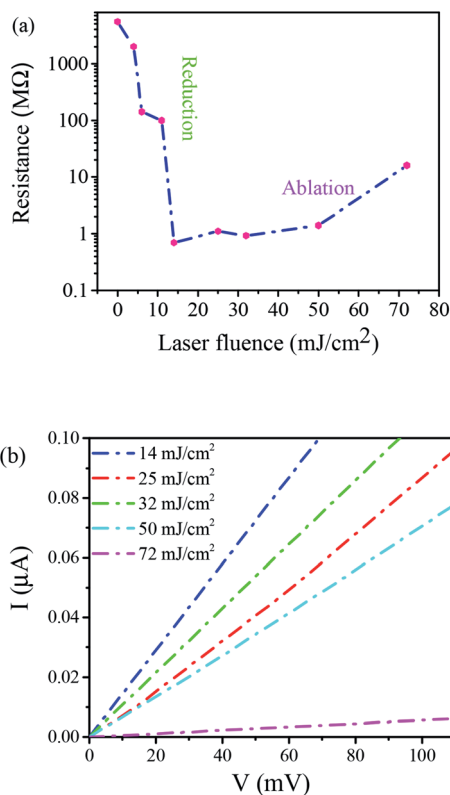 (a)
1000
100
10
1
0.1
Resistance (MΩ)
Reduction
Ablation
0 10 20 30 40 50 60 70 80
Laser fluence (mJ/cm²)
(b)
0.10
0.08
0.06
0.04
0.02
0.00
I (μA)
14 mJ/cm²
25 mJ/cm²
32 mJ/cm²
50 mJ/cm²
72 mJ/cm²
0 20 40 60 80 100
V (mV)